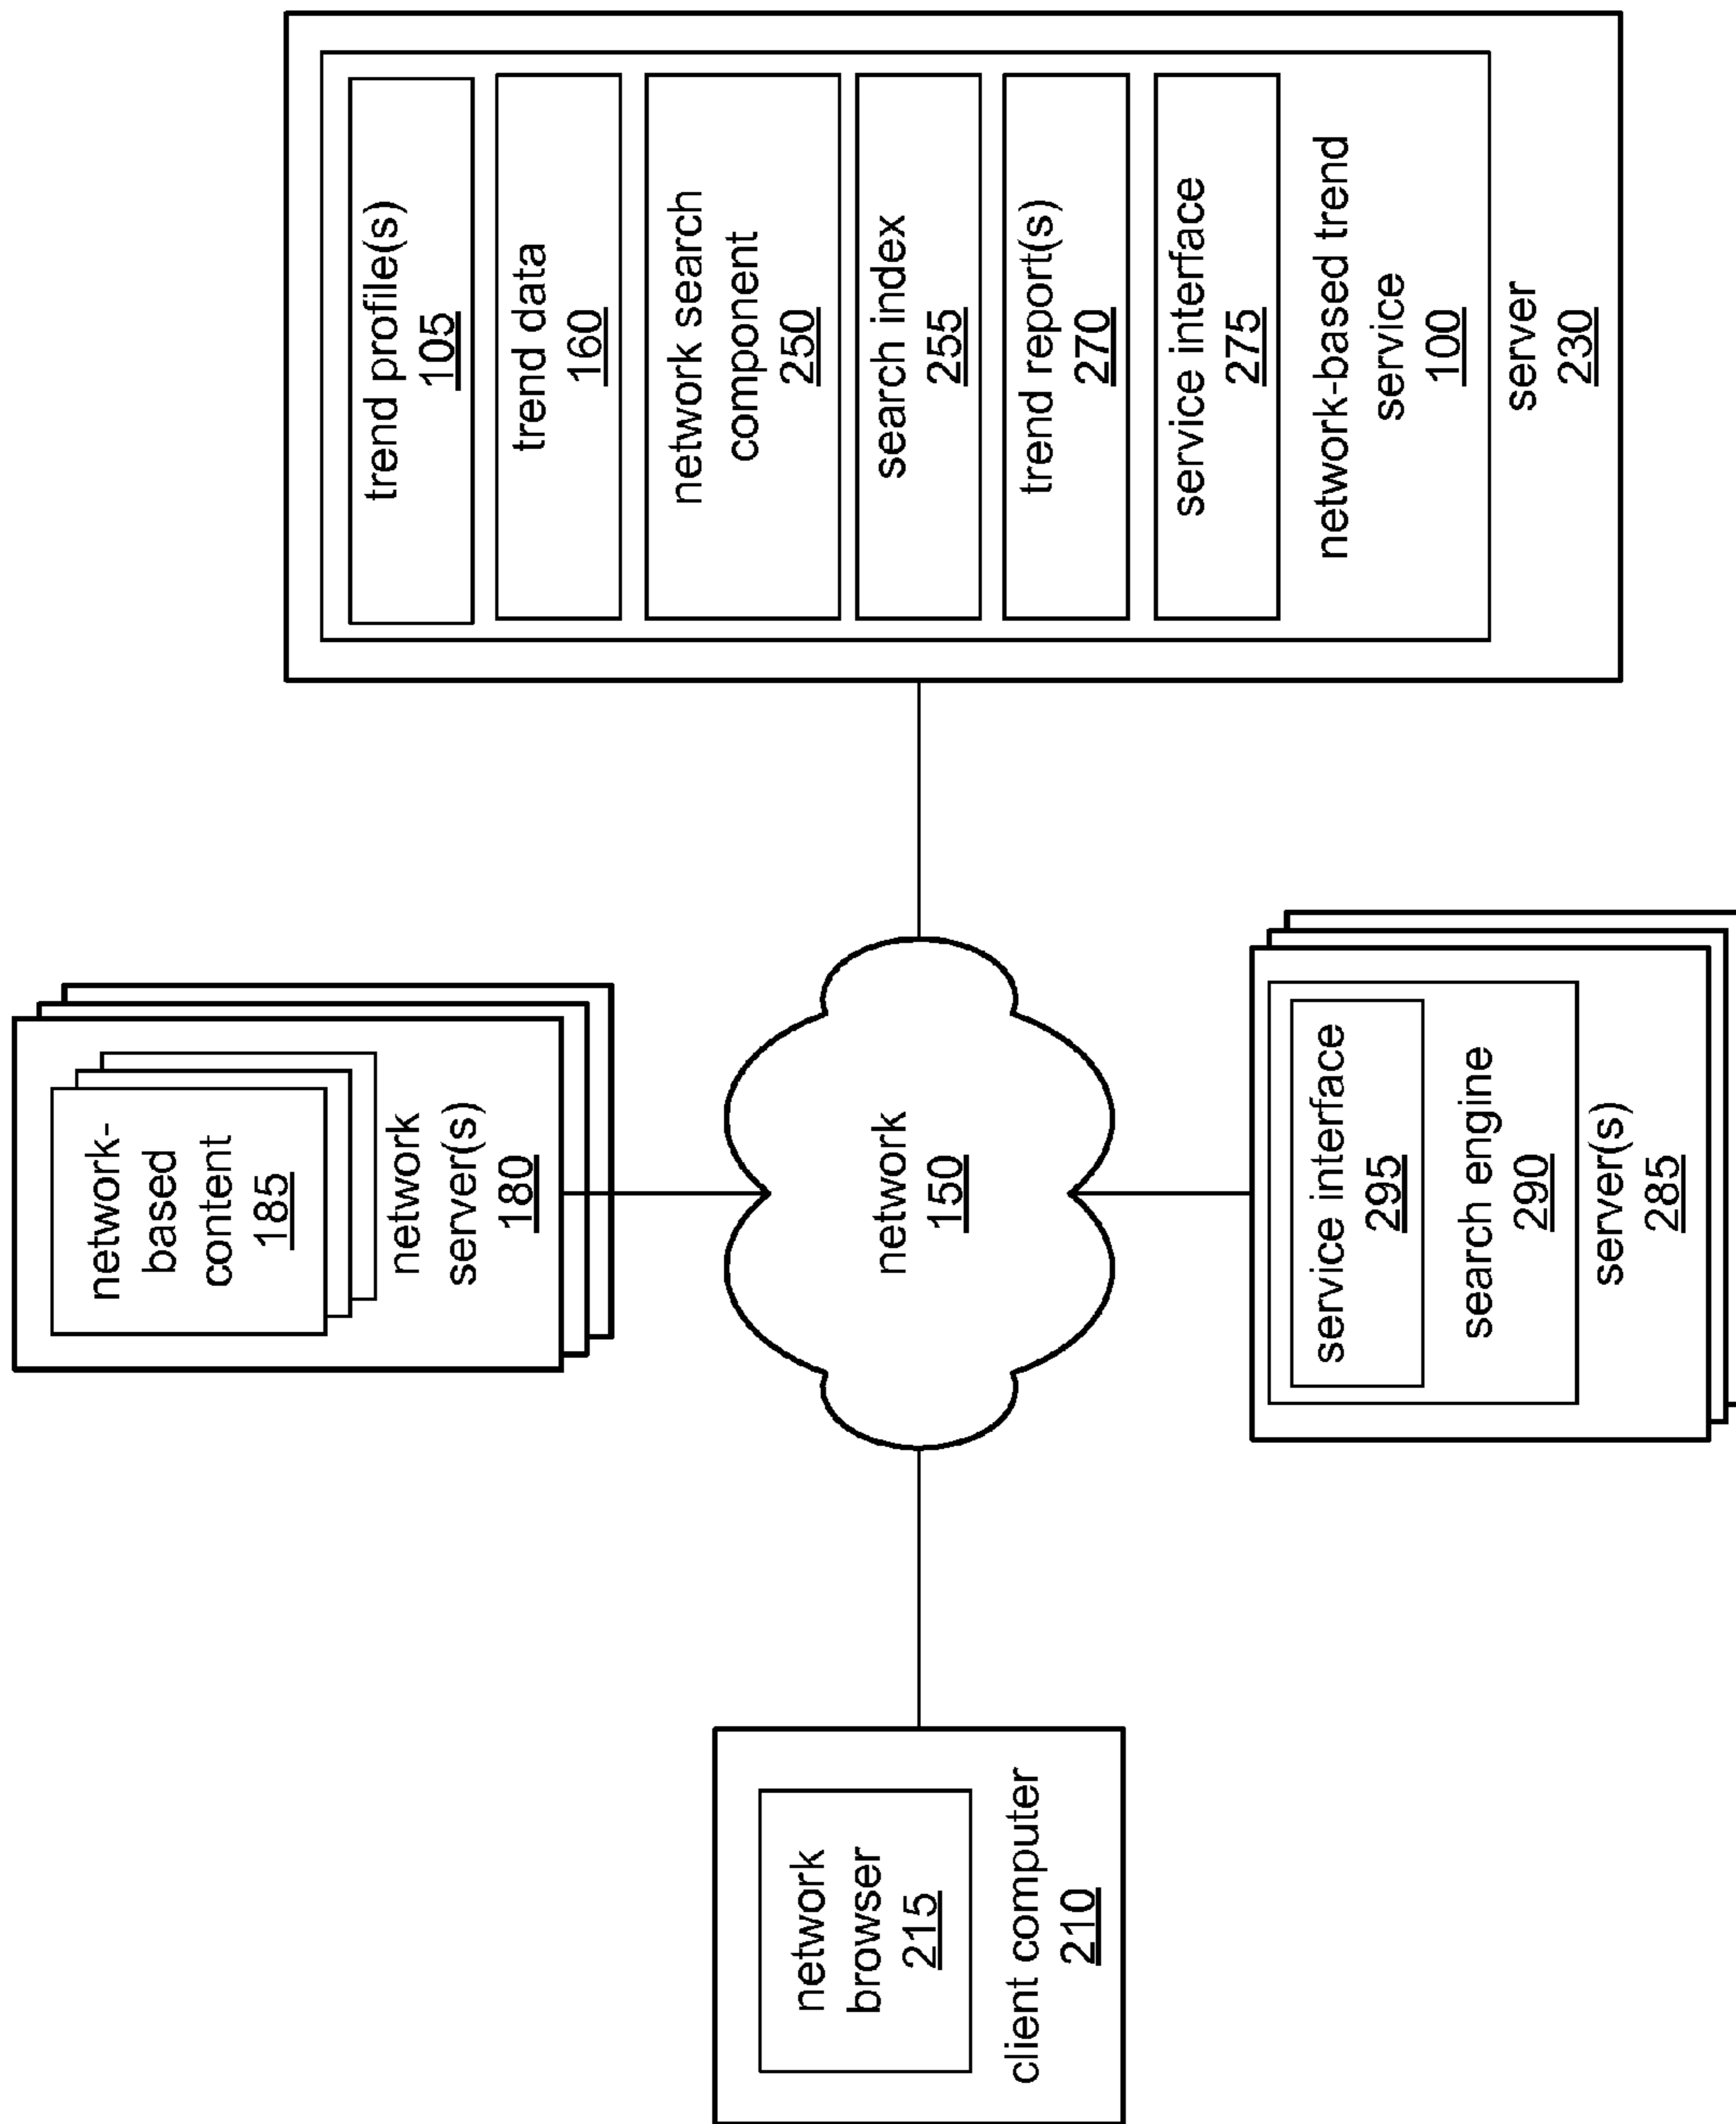 network-
based
content
185
network
server(s)
180
network
browser
215
client computer
210
network
150
trend profile(s)
105
trend data
160
network search
component
250
search index
255
trend report(s)
270
service interface
275
network-based trend
service
100
server
230
service interface
295
search engine
290
server(s)
285